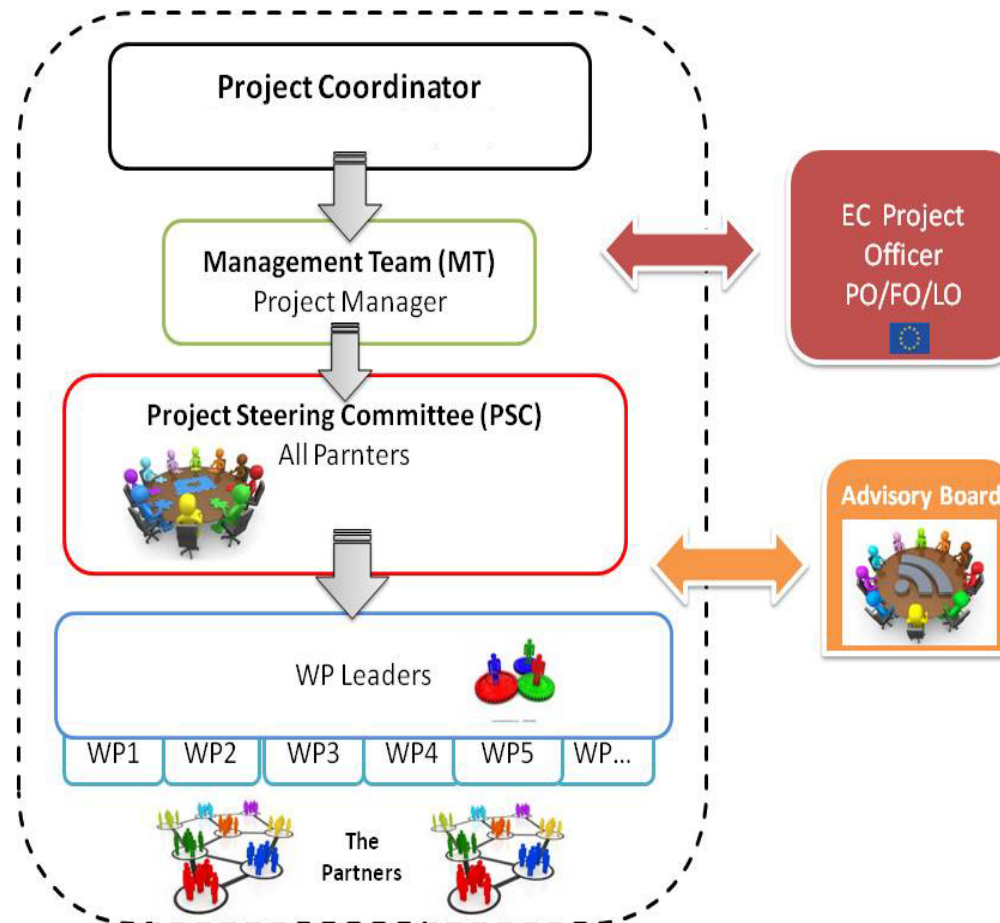 Project Coordinator
Management Team (MT)
Project Manager
EC Project
Officer
PO/FO/LO
Project Steering Committee (PSC)
All Parnters
Advisory Board
WP Leaders
WP1
WP2
WP3
WP4
WP5
WP...
The
Partners